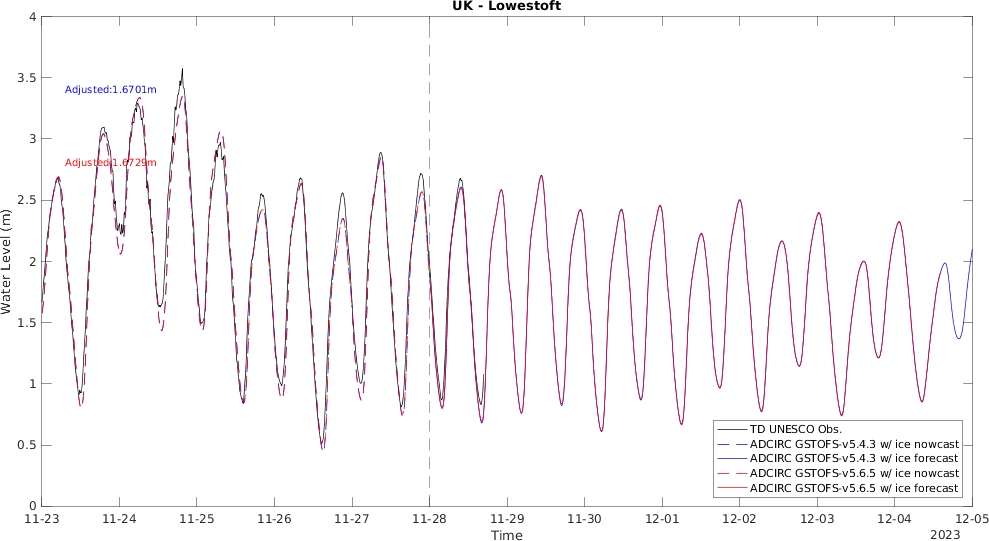 UK - Lowestoft
4
3.5
3
2.5
2
1.5
1
0.5
0
Water Level (m)
Adjusted:1.6701m
Adjusted:1.6729m
TD UNESCO Obs.
ADCIRC GSTOFS-v5.4.3 w/ ice nowcast
ADCIRC GSTOFS-v5.4.3 w/ ice forecast
ADCIRC GSTOFS-v5.6.5 w/ ice nowcast
ADCIRC GSTOFS-v5.6.5 w/ ice forecast
11-23 11-24 11-25 11-26 11-27 11-28 11-29 11-30 12-01 12-02 12-03 12-04 12-05
Time
2023